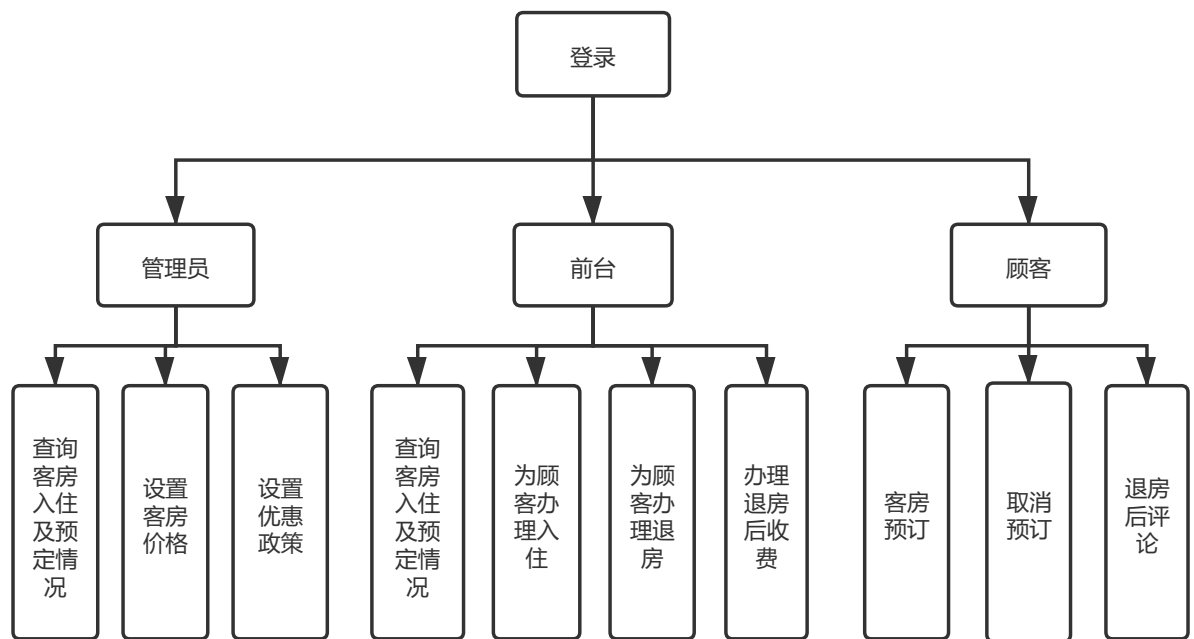 登录
管理员
前台
顾客
查询
客房
入住
及预
定情
况
设置
客房
价格
设置
优惠
政策
查询
客房
入住
及预
定情
况
为顾
客办
理入
住
为顾
客办
理退
房
办理
退房
后收
费
客房
预订
取消
预订
退房
后评
论